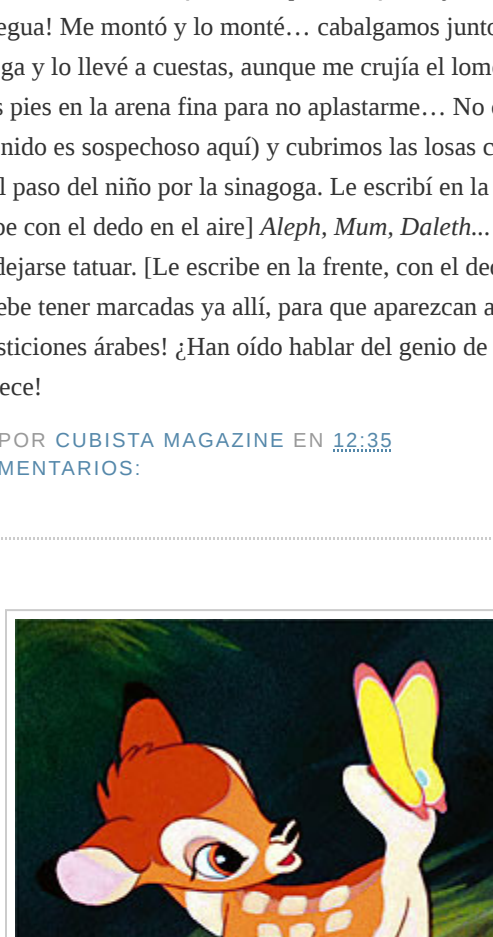 egua! Me montó y lo monté… cabalgamos junto
ga y lo llevé a cuestas, aunque me crujía el lom
s pies en la arena fina para no aplastarme… No
nido es sospechoso aquí) y cubrimos las losas c
l paso del niño por la sinagoga. Le escribí en la
be con el dedo en el aire] Aleph, Mum, Daleth...
dejarse tatuar. [Le escribe en la frente, con el de
ebe tener marcadas ya allí, para que aparezcan a
sticiones árabes! ¿Han oído hablar del genio de
ece!
POR CUBISTA MAGAZINE EN 12:35
MENTARIOS: